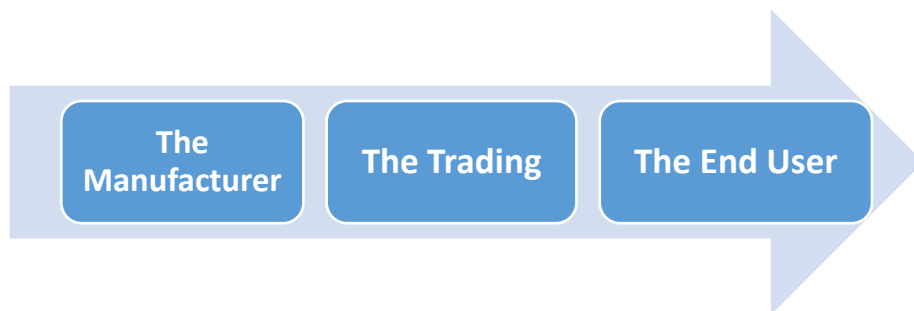 The
Manufacturer
The Trading
The End User